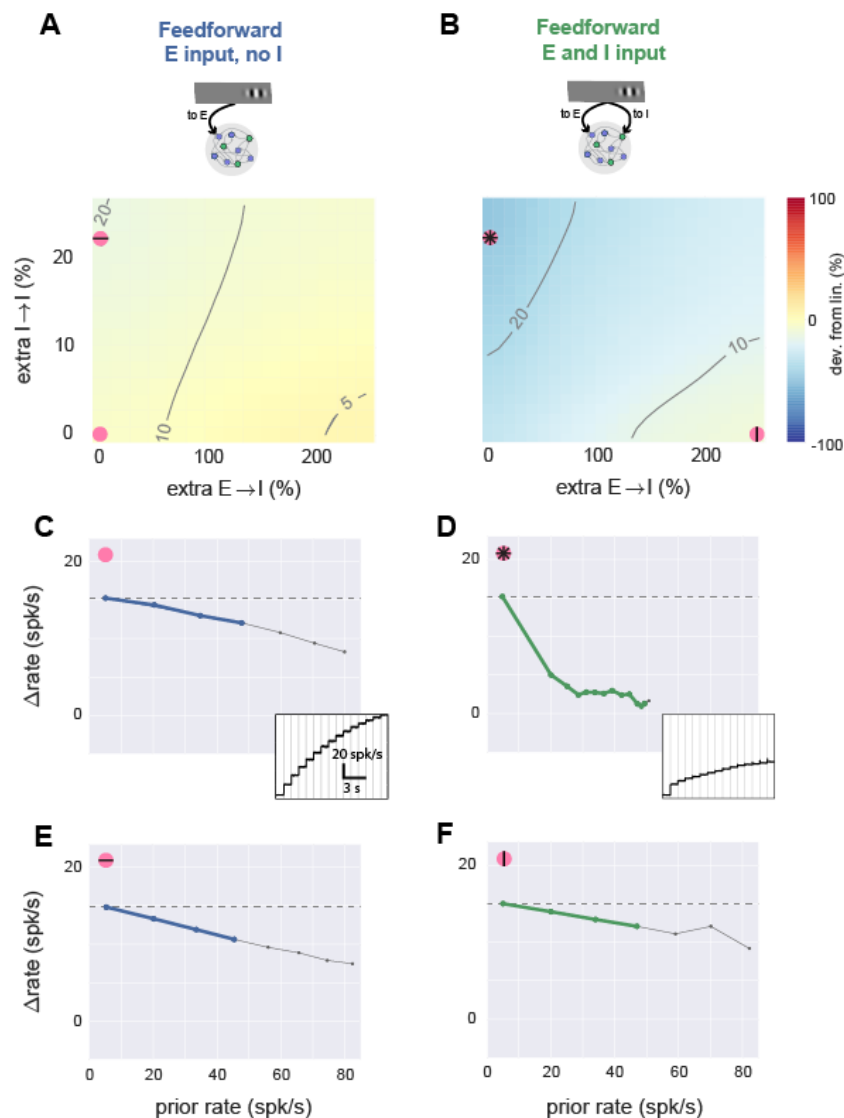 A
Feedforward
E input, no I
to E
B
Feedforward
E and I input
to E
to I
extra I→I (%)
20
10
0
20
10
5
0
100
200
extra E→I (%)
20
10
0
100
200
extra E→I (%)
100
0
-100
dev. from lin. (%)
C
Δrate (spk/s)
20
0
20 spk/s
3 s
D
20
0
E
Δrate (spk/s)
20
0
0
20
40
60
80
prior rate (spk/s)
F
20
0
0
20
40
60
80
prior rate (spk/s)